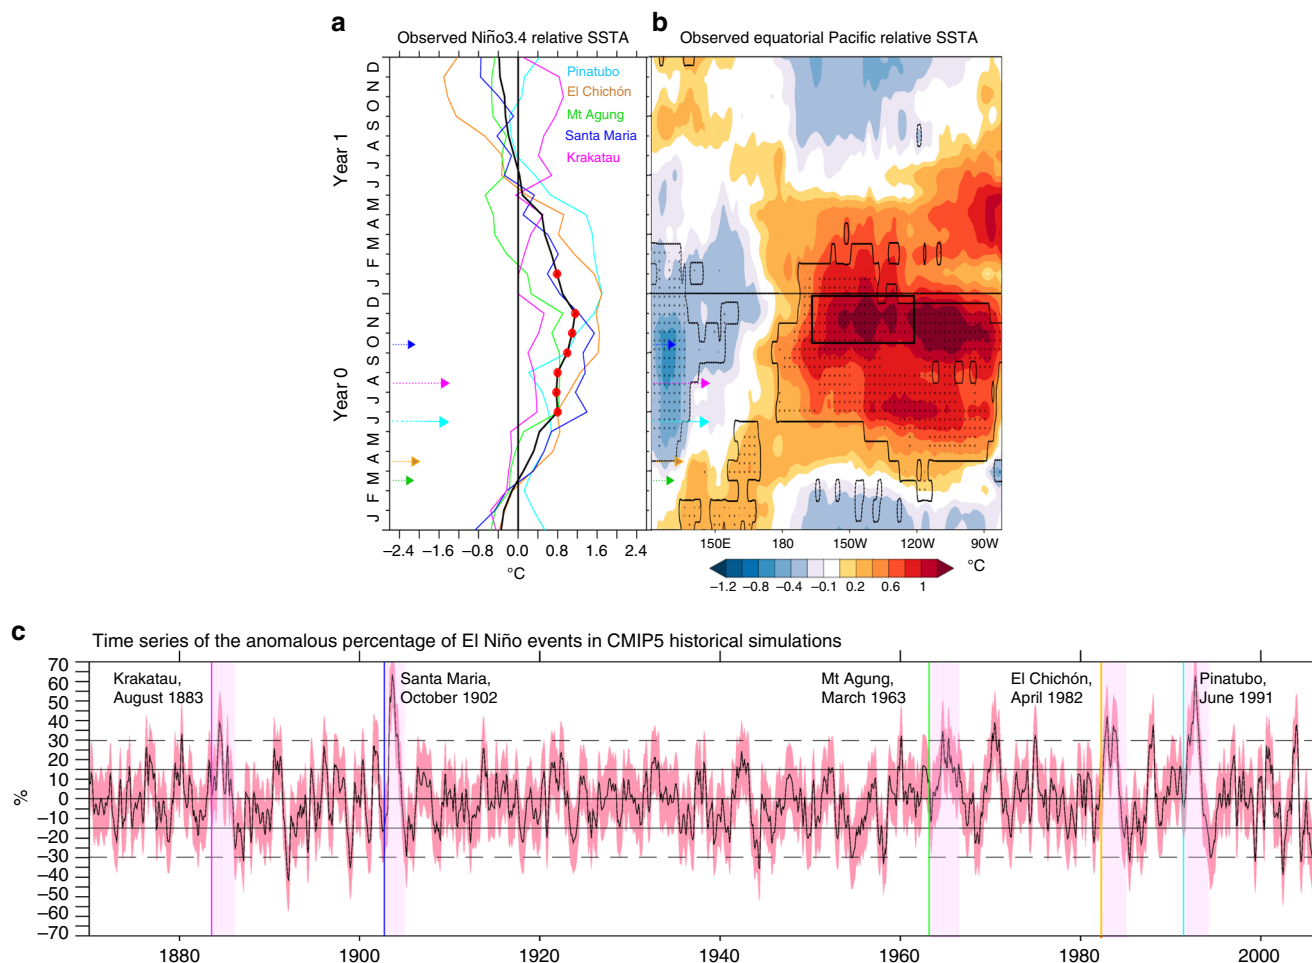 a
Observed Niño3.4 relative SSTA
b
Observed equatorial Pacific relative SSTA
Pinatubo
El Chichón
Mt Agung
Santa Maria
Krakatau
Year 1
Year 0
D
N
O
S
A
J
J
M
A
M
F
J
D
N
O
S
A
J
J
M
A
M
F
J
−2.4 −1.6 −0.8 0.0 0.8 1.6 2.4
°C
150E 180 150W 120W 90W
−1.2 −0.8 −0.4 −0.1 0.2 0.6 1
°C
c
Time series of the anomalous percentage of El Niño events in CMIP5 historical simulations
Krakatau,
August 1883
Santa Maria,
October 1902
Mt Agung,
March 1963
El Chichón,
April 1982
Pinatubo,
June 1991
%
70
60
50
40
30
20
10
0
−10
−20
−30
−40
−50
−60
−70
1880 1900 1920 1940 1960 1980 2000